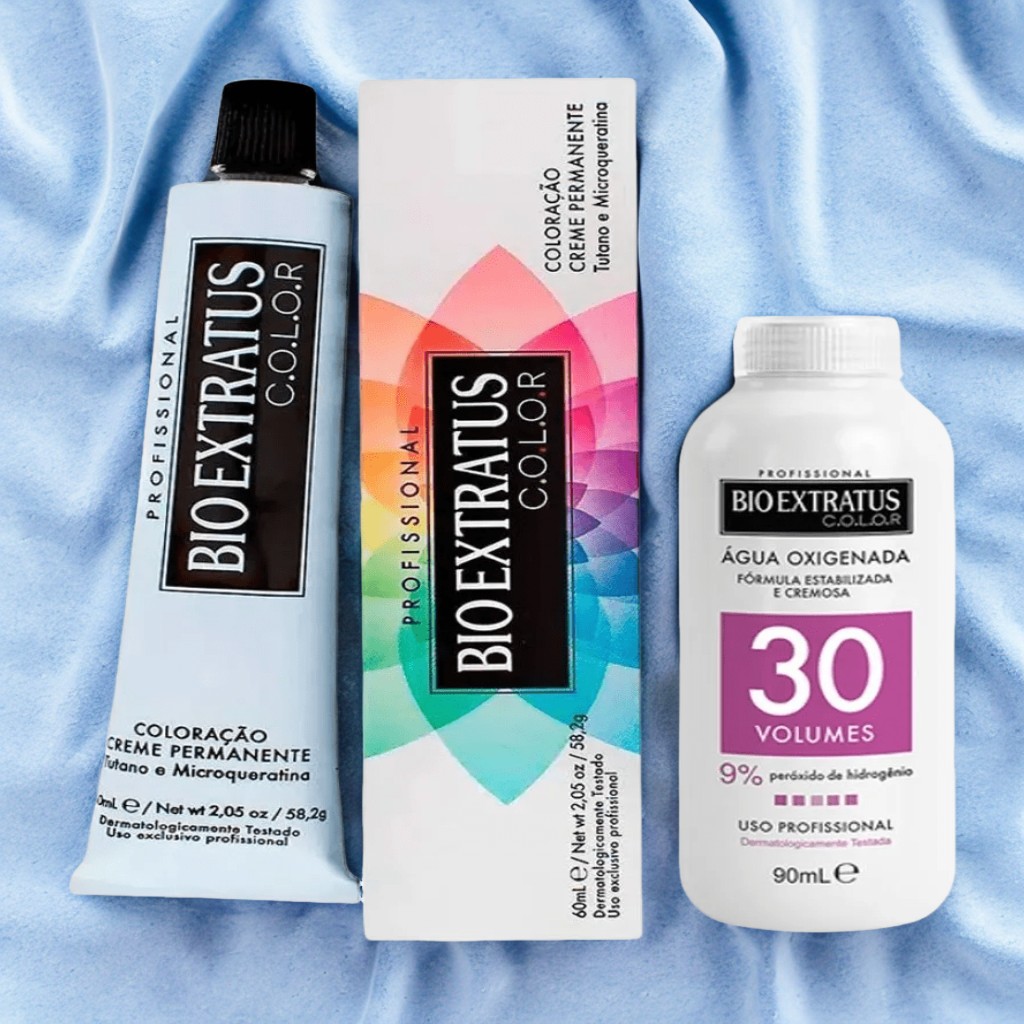 PROFISSIONAL
BIO EXTRATUS
C.O.L.O.R
COLORAÇÃO
CREME PERMANENTE
Tutano e Microqueratina
℮ / Net wt 2,05 oz / 58,2g
Dermatologicamente Testado
Uso exclusivo profissional
COLORAÇÃO
CREME PERMANENTE
Tutano e Microqueratina
PROFISSIONAL
BIO EXTRATUS
C.O.L.O.R
60mL ℮ / Net wt 2,05 oz / 58,2g
Dermatologicamente Testado
Uso exclusivo profissional
PROFISSIONAL
BIO EXTRATUS
C.O.L.O.R
ÁGUA OXIGENADA
FÓRMULA ESTABILIZADA
E CREMOSA
30
VOLUMES
9% peróxido de hidrogênio
USO PROFISSIONAL
Dermatologicamente Testada
90mL ℮